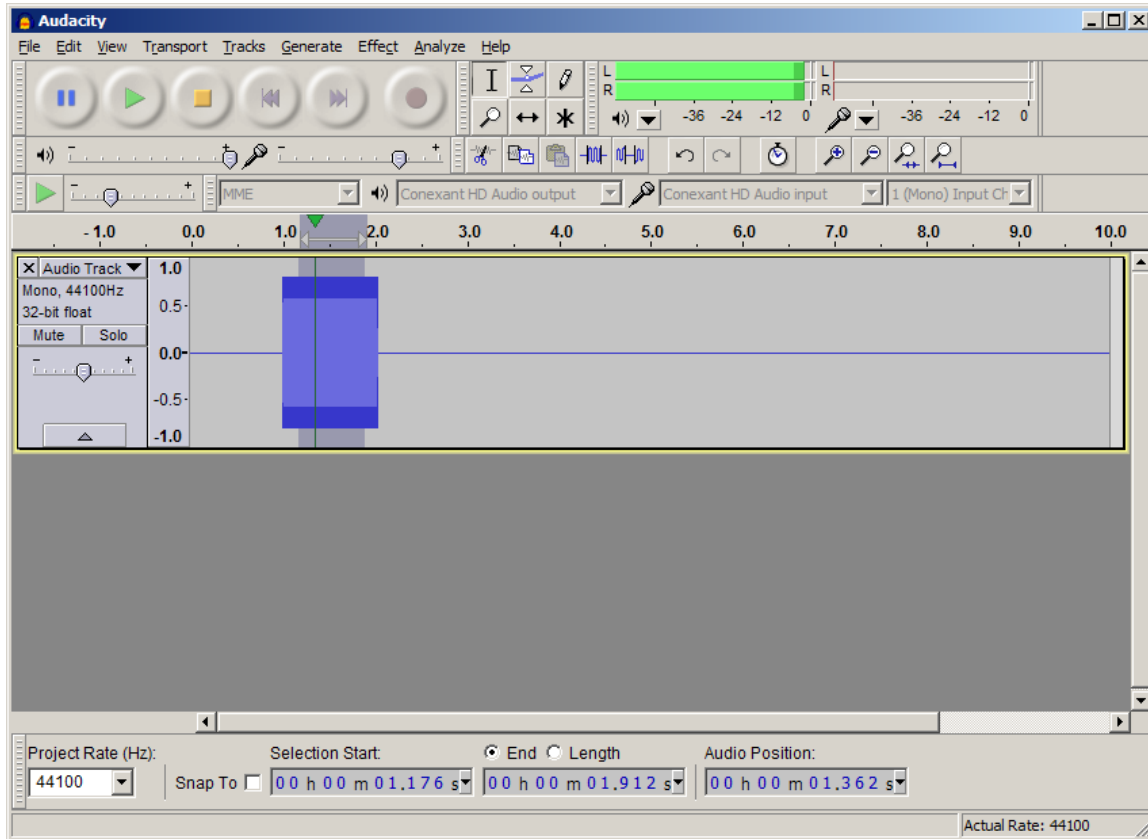 Audacity
File Edit View Transport Tracks Generate Effect Analyze Help
L
R
-36 -24 -12 0
L
R
-36 -24 -12 0
- + - +
- +
MME
Conexant HD Audio output
Conexant HD Audio input
1 (Mono) Input Ch
- 1.0 0.0 1.0 2.0 3.0 4.0 5.0 6.0 7.0 8.0 9.0 10.0
X Audio Track
Mono, 44100Hz
32-bit float
Mute Solo
- +
1.0
0.5
0.0
-0.5
-1.0
Project Rate (Hz): Selection Start: End Length Audio Position:
44100 Snap To 00 h 00 m 01.176 s 00 h 00 m 01.912 s 00 h 00 m 01.362 s
Actual Rate: 44100